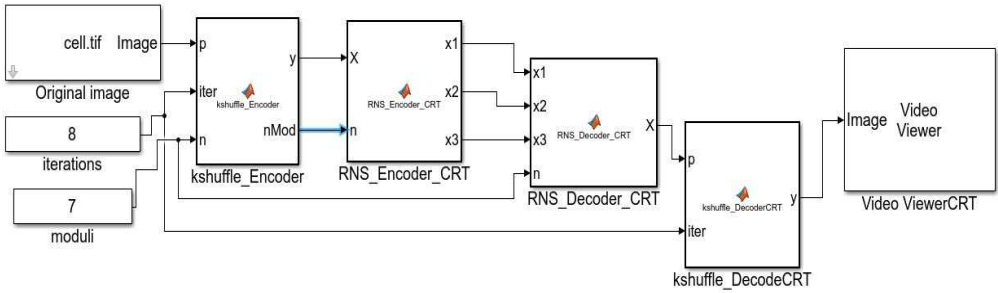 cell.tif Image
Original image
8
iterations
7
moduli
p
iter
n
kshuffle_Encoder
y
nMod
kshuffle_Encoder
X
n
RNS_Encoder_CRT
x1
x2
x3
RNS_Encoder_CRT
x1
x2
x3
n
RNS_Decoder_CRT
X
RNS_Decoder_CRT
p
iter
kshuffle_DecoderCRT
y
kshuffle_DecodeCRT
Image
Video
Viewer
Video ViewerCRT